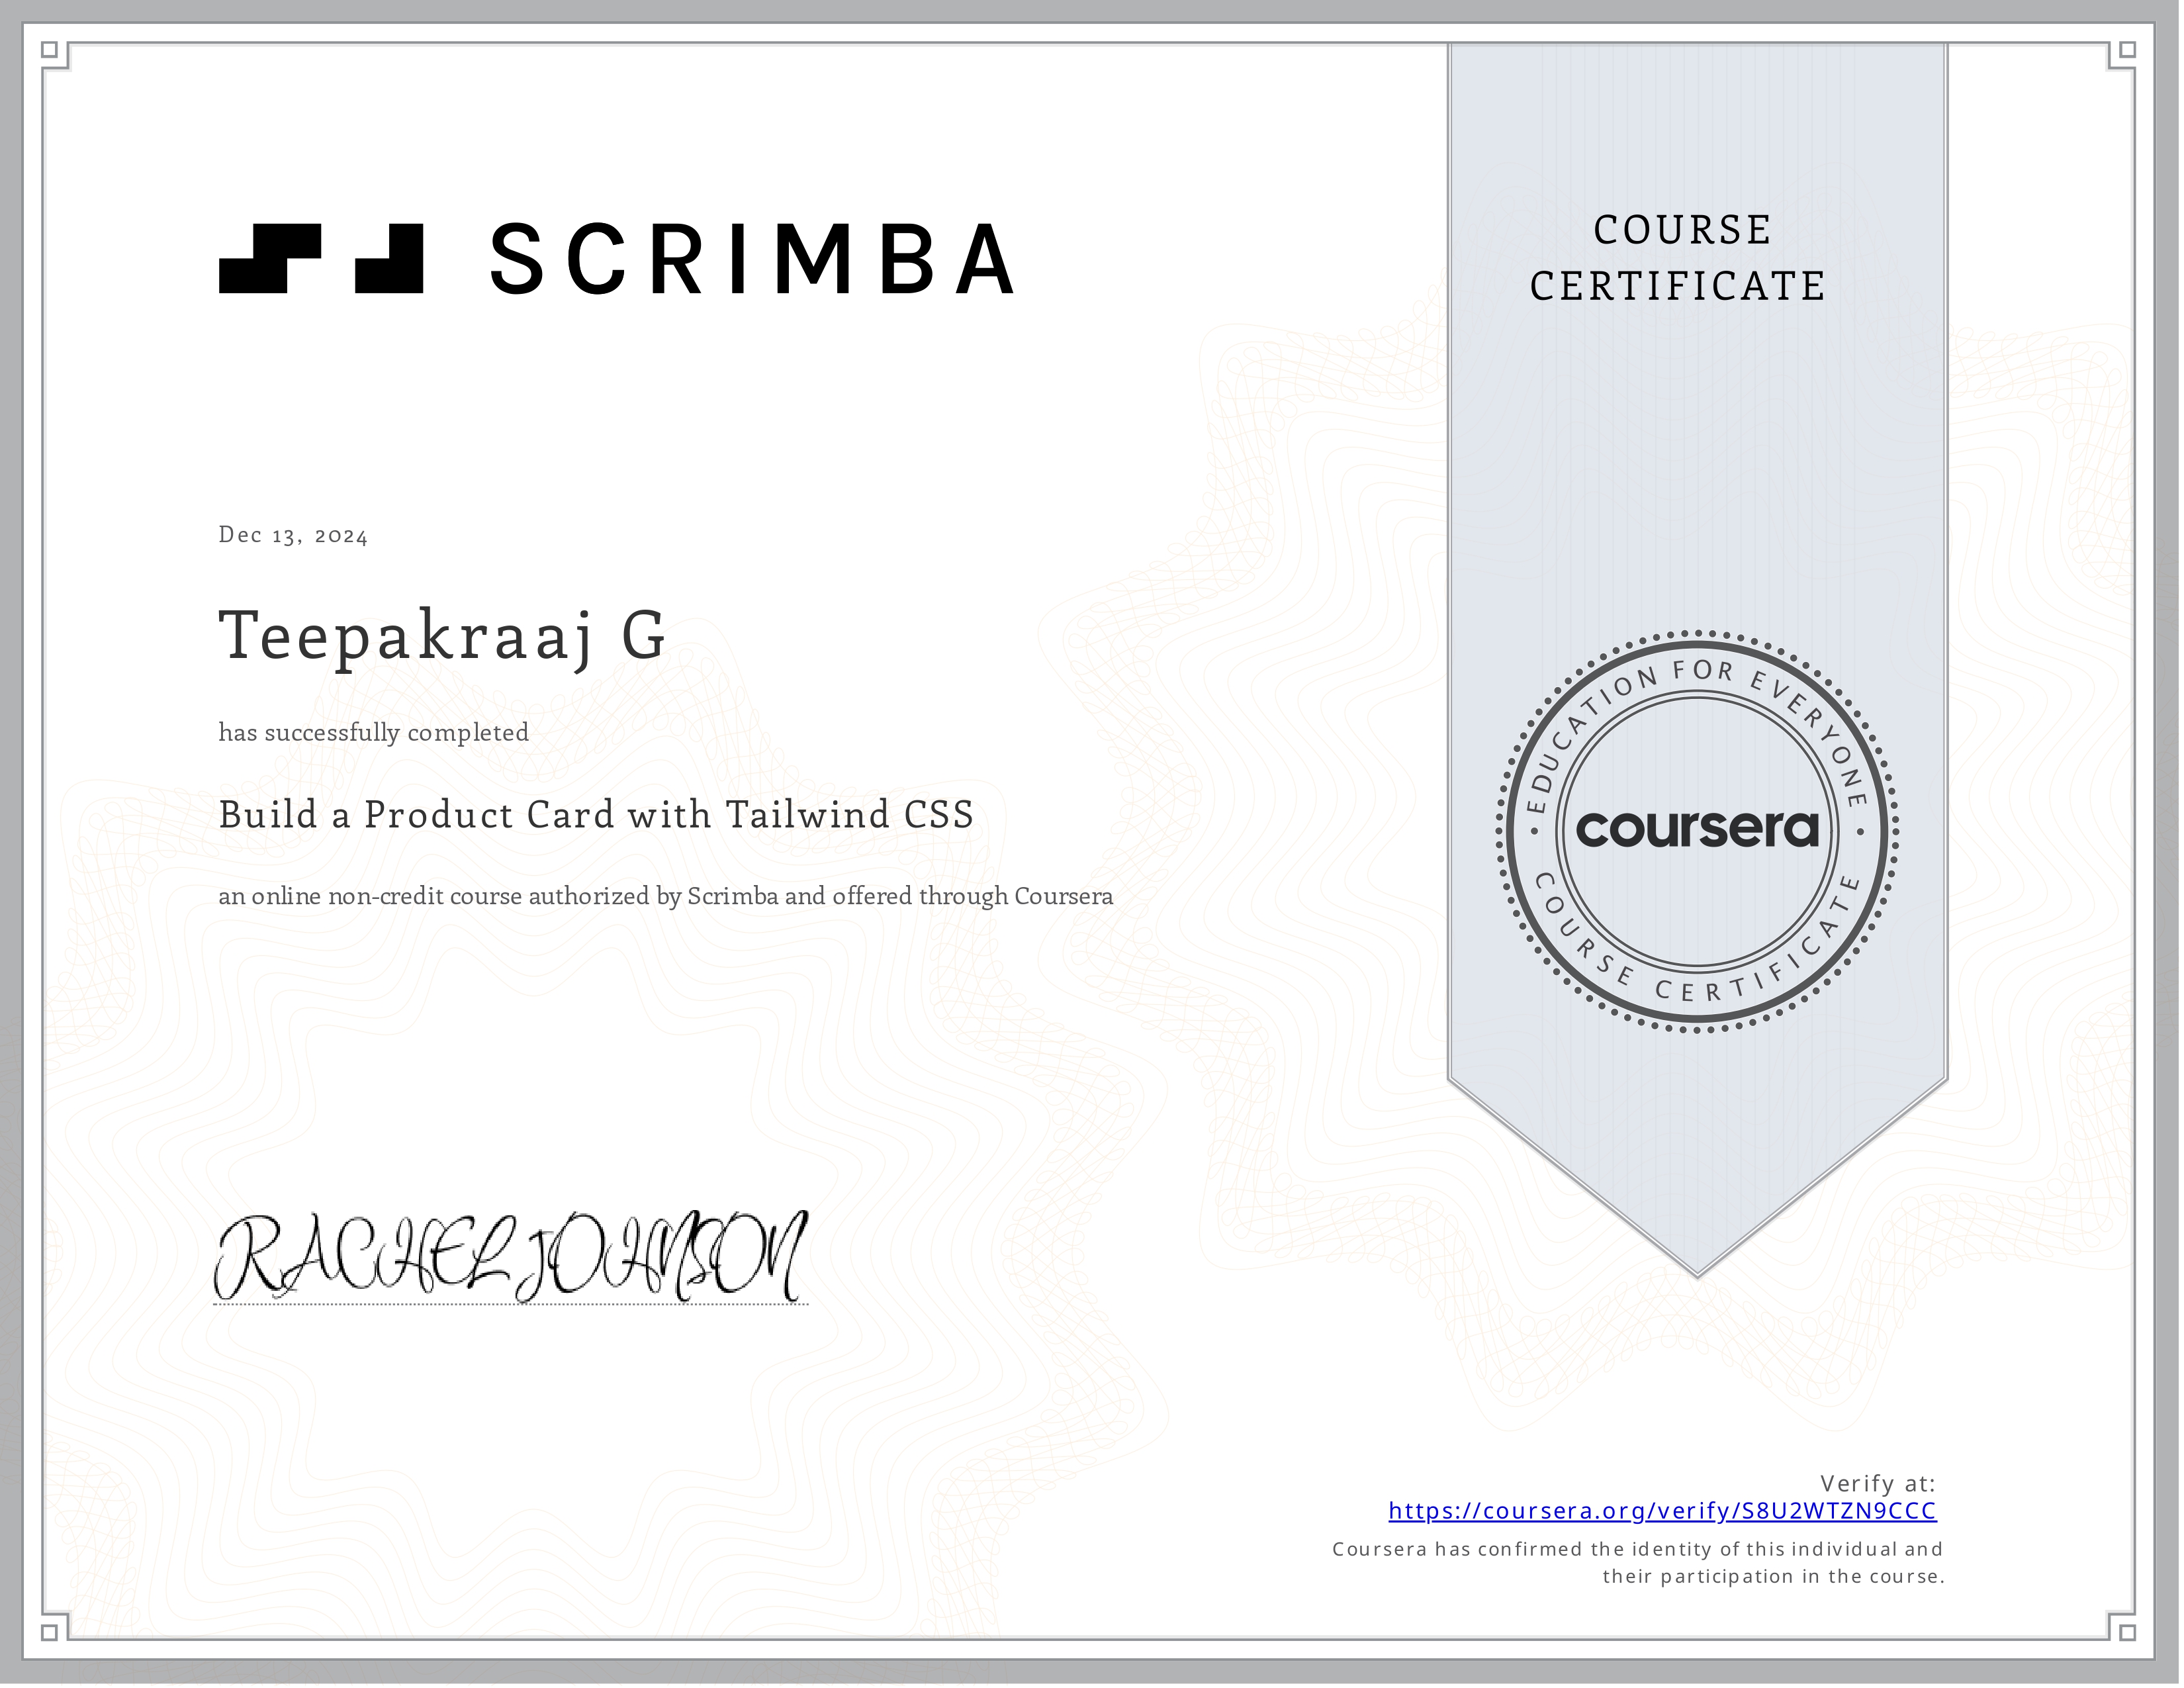 SCRIMBA
COURSE
CERTIFICATE
Dec 13, 2024
Teepakraaj G
has successfully completed
Build a Product Card with Tailwind CSS
an online non-credit course authorized by Scrimba and offered through Coursera
EDUCATION FOR EVERYONE
coursera
COURSE CERTIFICATE
RACHEL JOHNSON
Verify at:
https://coursera.org/verify/S8U2WTZN9CCC
Coursera has confirmed the identity of this individual and
their participation in the course.